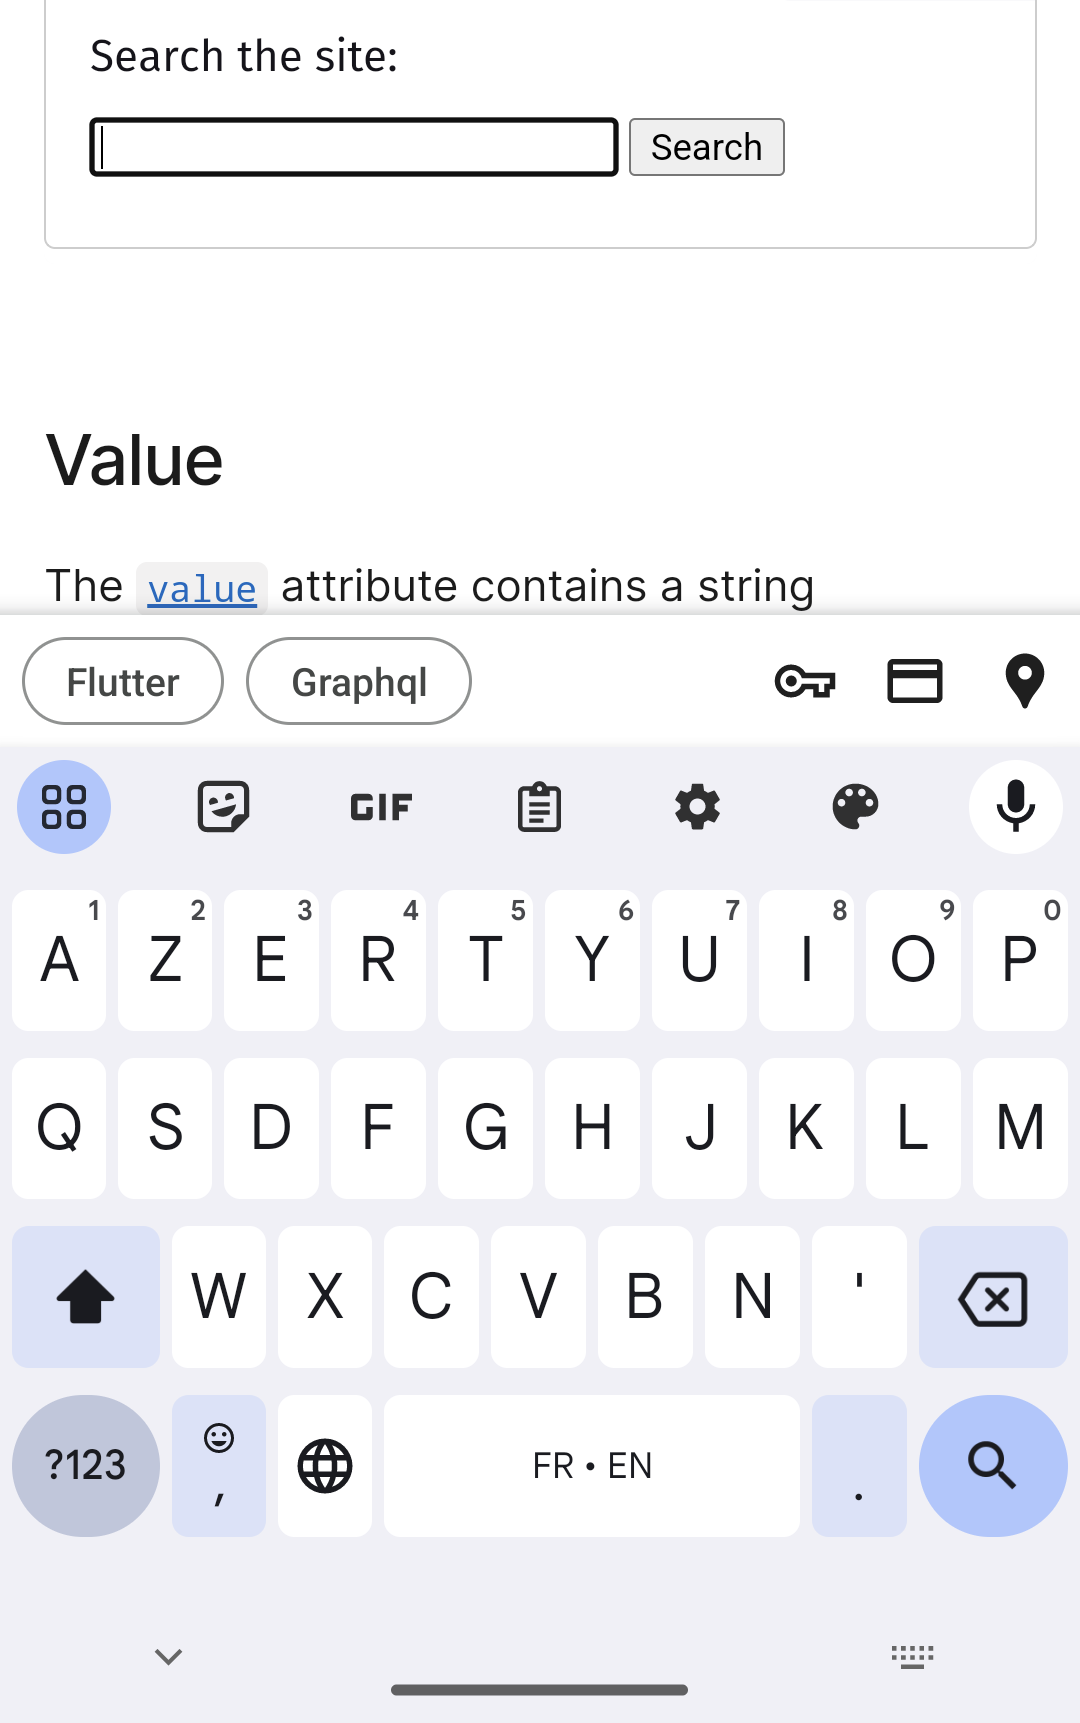 Search the site:
Search
Value
The value attribute contains a string
Flutter Graphql
GIF
1 2 3 4 5 6 7 8 9 0
A Z E R T Y U I O P
Q S D F G H J K L M
W X C V B N '
?123 , FR • EN .